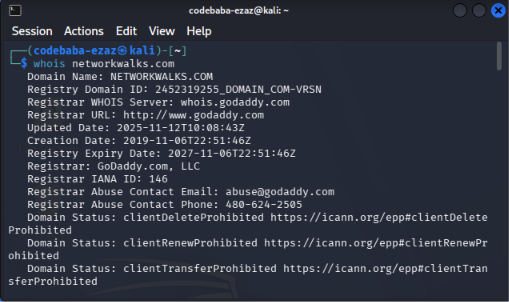 codebaba-ezaz@kali: ~
Session Actions Edit View Help
┌──(codebaba-ezaz㉿kali)-[~]
└─$ whois networkwalks.com
Domain Name: NETWORKWALKS.COM
Registry Domain ID: 2452319255_DOMAIN_COM-VRSN
Registrar WHOIS Server: whois.godaddy.com
Registrar URL: http://www.godaddy.com
Updated Date: 2025-11-12T10:08:43Z
Creation Date: 2019-11-06T22:51:46Z
Registry Expiry Date: 2027-11-06T22:51:46Z
Registrar: GoDaddy.com, LLC
Registrar IANA ID: 146
Registrar Abuse Contact Email: abuse@godaddy.com
Registrar Abuse Contact Phone: 480-624-2505
Domain Status: clientDeleteProhibited https://icann.org/epp#clientDelete
Prohibited
Domain Status: clientRenewProhibited https://icann.org/epp#clientRenewPr
ohibited
Domain Status: clientTransferProhibited https://icann.org/epp#clientTran
sferProhibited